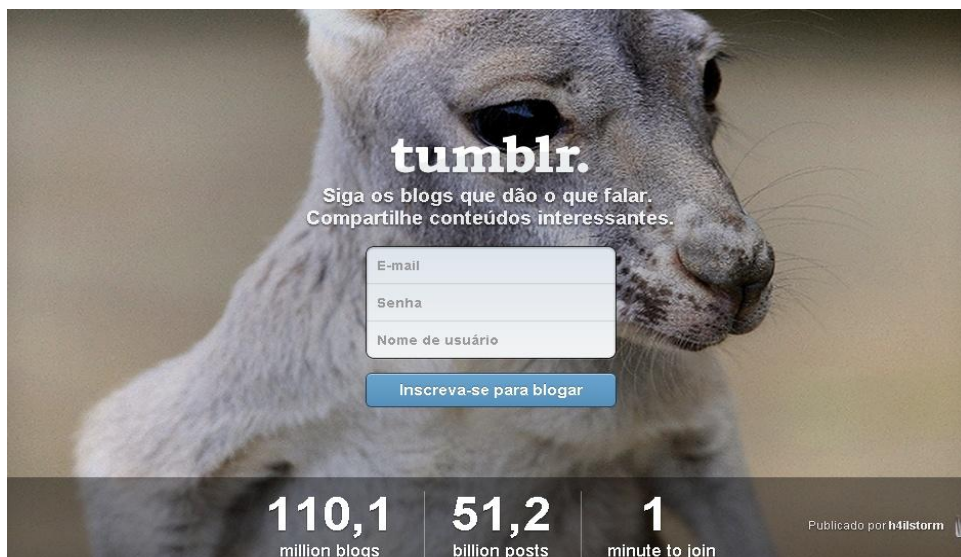 tumblr.
Siga os blogs que dão o que falar.
Compartilhe conteúdos interessantes.
E-mail
Senha
Nome de usuário
Inscreva-se para blogar
110,1
million blogs
51,2
billion posts
1
minute to join
Publicado por h4ilstorm